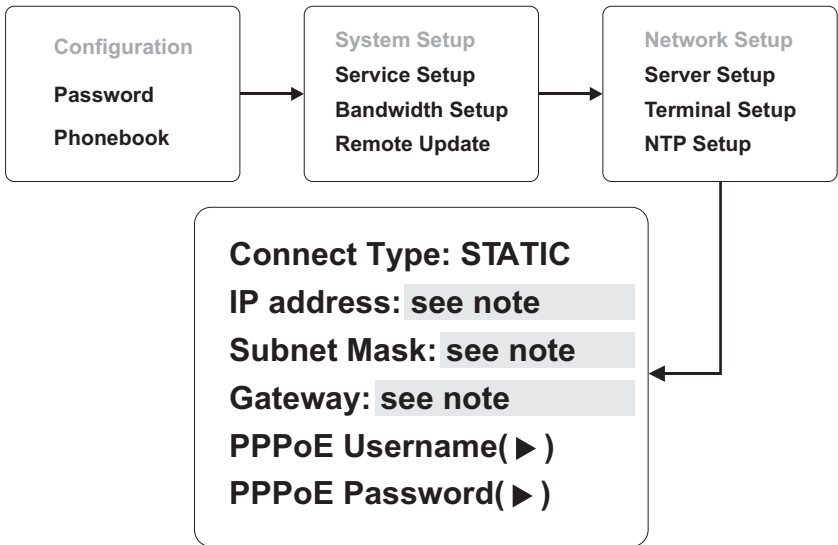 Configuration
Password
Phonebook
System Setup
Service Setup
Bandwidth Setup
Remote Update
Network Setup
Server Setup
Terminal Setup
NTP Setup
Connect Type: STATIC
IP address: see note
Subnet Mask: see note
Gateway: see note
PPPoE Username(▶)
PPPoE Password(▶)